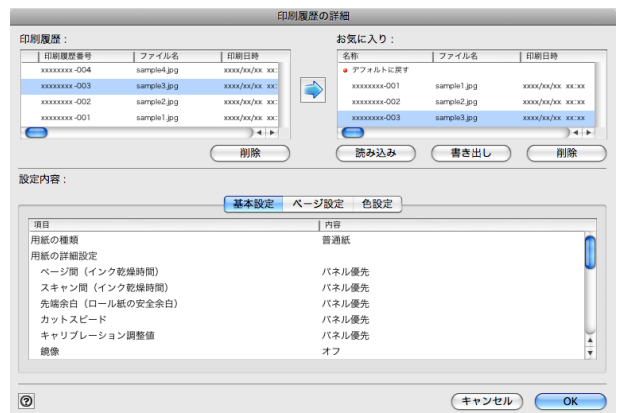 印刷履歴の詳細
印刷履歴：
印刷履歴番号 ファイル名 印刷日時
xxxxxxxx-004 sample4.jpg xxxx/xx/xx xx:
xxxxxxxx-003 sample3.jpg xxxx/xx/xx xx:
xxxxxxxx-002 sample2.jpg xxxx/xx/xx xx:
xxxxxxxx-001 sample1.jpg xxxx/xx/xx xx:
削除
お気に入り：
名称 ファイル名 印刷日時
デフォルトに戻す
xxxxxxxx-001 sample1.jpg xxxx/xx/xx xx:xx
xxxxxxxx-002 sample2.jpg xxxx/xx/xx xx:xx
xxxxxxxx-003 sample3.jpg xxxx/xx/xx xx:xx
読み込み 書き出し 削除
設定内容：
基本設定 ページ設定 色設定
項目 内容
用紙の種類 普通紙
用紙の詳細設定
ページ間（インク乾燥時間） パネル優先
スキャン間（インク乾燥時間） パネル優先
先端余白（ロール紙の安全余白） パネル優先
カットスピード パネル優先
キャリブレーション調整値 パネル優先
鏡像 オフ
? キャンセル OK